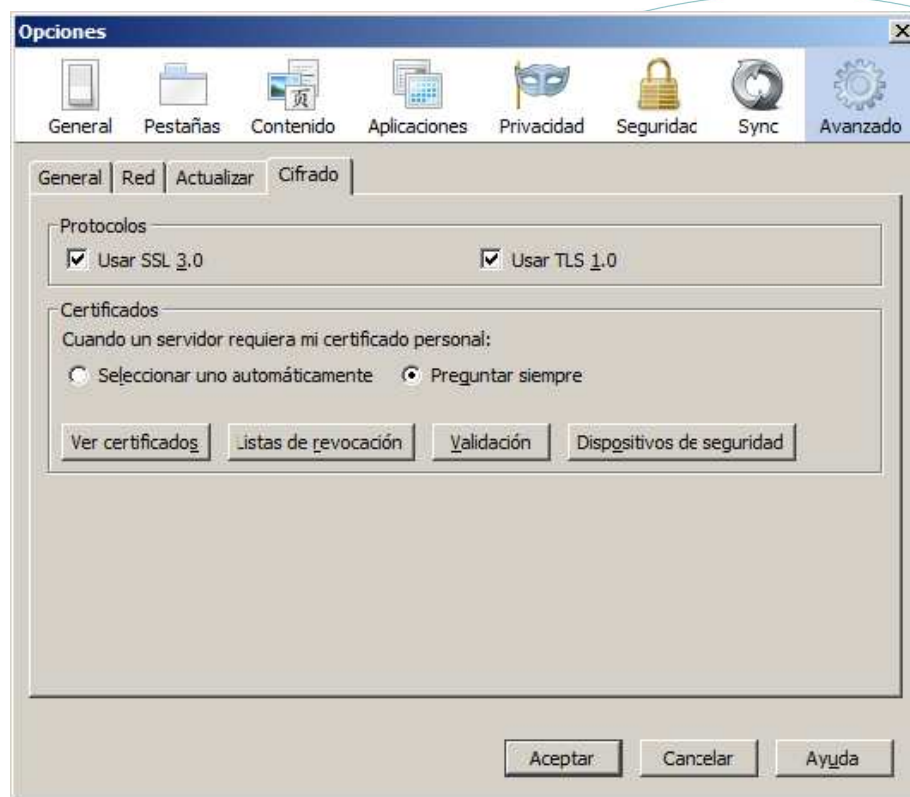 Opciones
General Pestañas Contenido Aplicaciones Privacidad Seguridad Sync Avanzado
General Red Actualizar Cifrado
Protocolos
Usar SSL 3.0 Usar TLS 1.0
Certificados
Cuando un servidor requiera mi certificado personal:
Seleccionar uno automáticamente Preguntar siempre
Ver certificados Listas de revocación Validación Dispositivos de seguridad
Aceptar Cancelar Ayuda